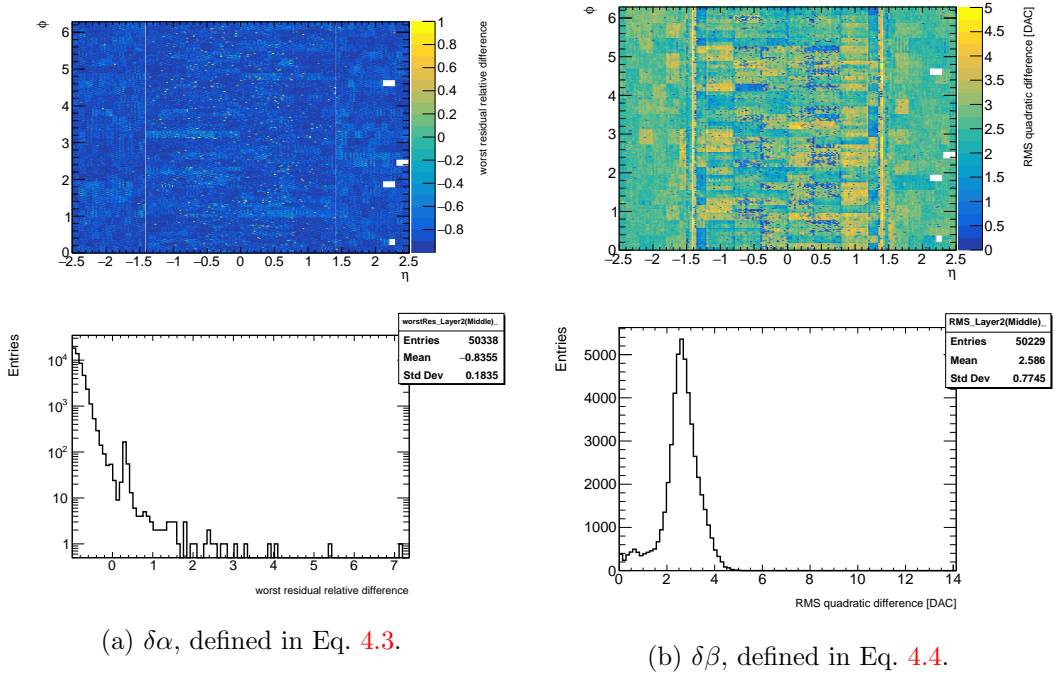 ϕ
6
5
4
3
2
1
0
−2.5 −2 −1.5 −1 −0.5 0 0.5 1 1.5 2 2.5
η
1
0.8
0.6
0.4
0.2
0
−0.2
−0.4
−0.6
−0.8
worst residual relative difference
ϕ
6
5
4
3
2
1
0
−2.5 −2 −1.5 −1 −0.5 0 0.5 1 1.5 2 2.5
η
5
4.5
4
3.5
3
2.5
2
1.5
1
0.5
0
RMS quadratic difference [DAC]
worstRes_Layer2(Middle)_
Entries 50338
Mean −0.8355
Std Dev 0.1835
Entries
10⁴
10³
10²
10
1
0 1 2 3 4 5 6 7
worst residual relative difference
RMS_Layer2(Middle)_
Entries 50229
Mean 2.586
Std Dev 0.7745
Entries
5000
4000
3000
2000
1000
0
0 2 4 6 8 10 12 14
RMS quadratic difference [DAC]
(a) δα, defined in Eq. 4.3.
(b) δβ, defined in Eq. 4.4.